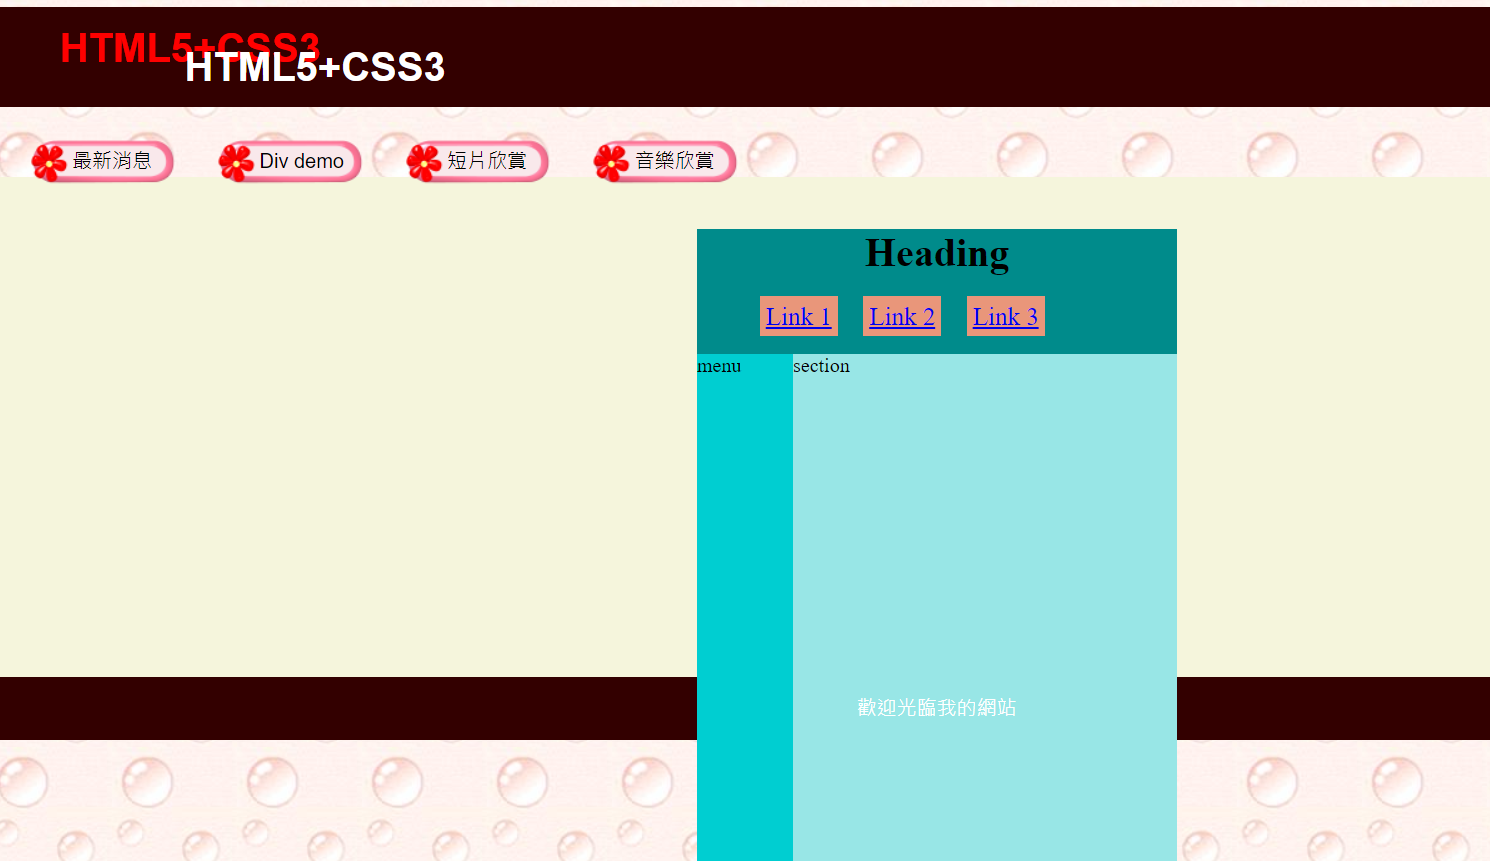 HTML5+CSS3
HTML5+CSS3
最新消息
Div demo
短片欣賞
音樂欣賞
Heading
Link 1
Link 2
Link 3
menu
section
歡迎光臨我的網站